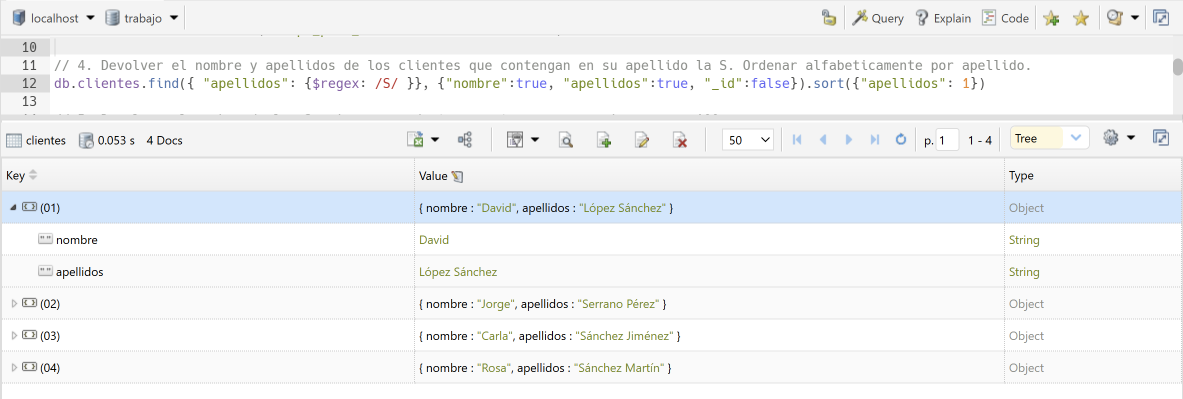 localhost trabajo Query Explain Code
10
11 // 4. Devolver el nombre y apellidos de los clientes que contengan en su apellido la S. Ordenar alfabeticamente por apellido.
12 db.clientes.find({ "apellidos": {$regex: /S/ }}, {"nombre":true, "apellidos":true, "_id":false}).sort({"apellidos": 1})
13
clientes 0.053 s 4 Docs 50 p. 1 1 - 4 Tree
Key Value Type
(01) { nombre : "David", apellidos : "López Sánchez" } Object
nombre David String
apellidos López Sánchez String
(02) { nombre : "Jorge", apellidos : "Serrano Pérez" } Object
(03) { nombre : "Carla", apellidos : "Sánchez Jiménez" } Object
(04) { nombre : "Rosa", apellidos : "Sánchez Martín" } Object